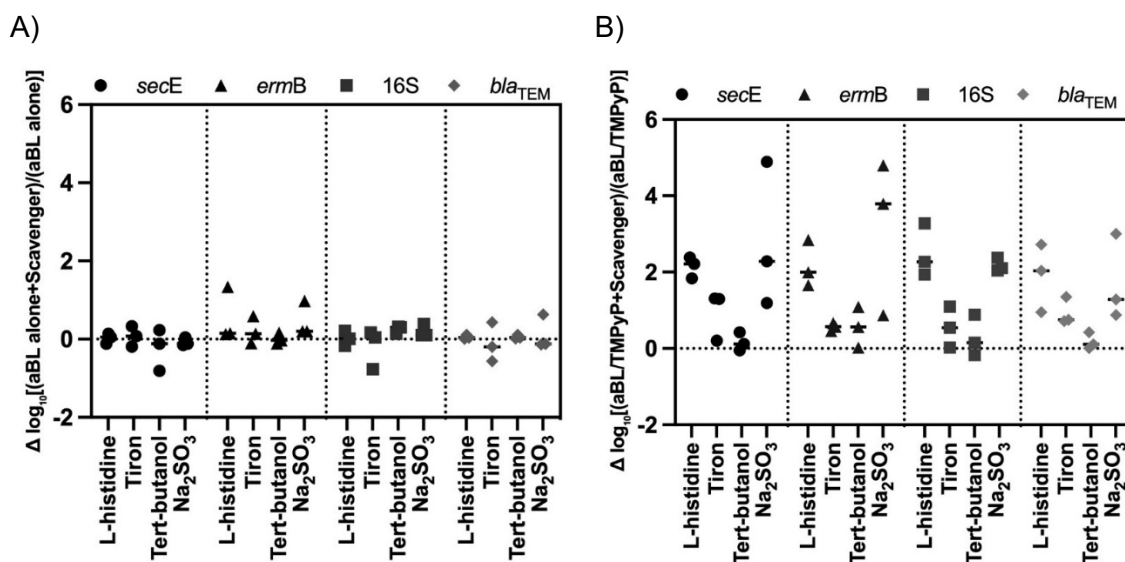 A)
● secE ▲ ermB ■ 16S ◆ blaTEM
Δ log₁₀[(aBL alone+Scavenger)/(aBL alone)]
6
4
2
0
-2
L-histidine
Tiron
Tert-butanol
Na₂SO₃
L-histidine
Tiron
Tert-butanol
Na₂SO₃
L-histidine
Tiron
Tert-butanol
Na₂SO₃
L-histidine
Tiron
Tert-butanol
Na₂SO₃
B)
● secE ▲ ermB ■ 16S ◆ blaTEM
Δ log₁₀[(aBL/TMPyP+Scavenger)/(aBL/TMPyP)]
6
4
2
0
-2
L-histidine
Tiron
Tert-butanol
Na₂SO₃
L-histidine
Tiron
Tert-butanol
Na₂SO₃
L-histidine
Tiron
Tert-butanol
Na₂SO₃
L-histidine
Tiron
Tert-butanol
Na₂SO₃